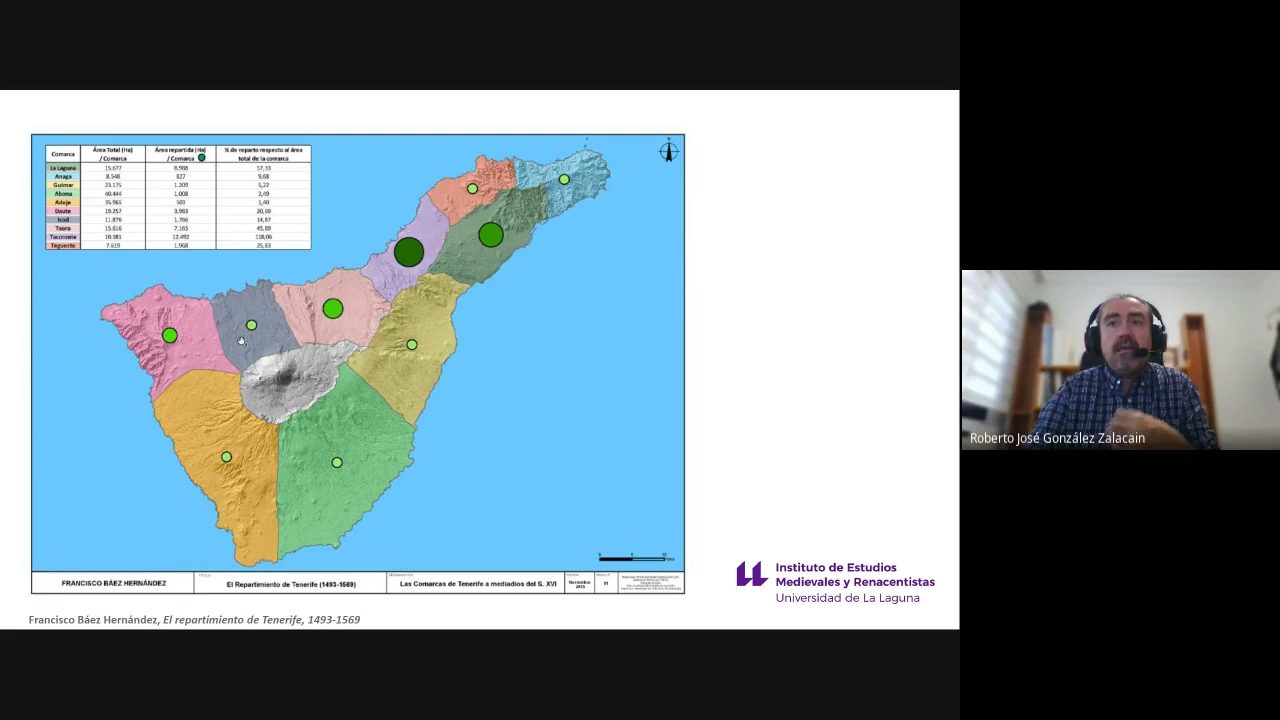 Comarca Área Total (Ha) / Comarca Área repartida (Ha) / Comarca % de reparto respecto al área total de la comarca
La Laguna 15.677 8.988 57,33
Anaga 8.548 827 9,68
Guimar 23.175 1.209 5,22
Abona 40.444 1.008 2,49
Adeje 35.965 503 1,40
Daute 19.257 3.983 20,69
Icod 11.876 1.766 14,87
Taoro 15.616 7.165 45,89
Tacoronte 10.581 12.492 118,06
Tegueste 7.619 1.968 25,83
FRANCISCO BÁEZ HERNÁNDEZ
El Repartimiento de Tenerife (1493-1569)
Las Comarcas de Tenerife a mediados del S. XVI
Noviembre
2015
01
Francisco Báez Hernández, El repartimiento de Tenerife, 1493-1569
Instituto de Estudios
Medievales y Renacentistas
Universidad de La Laguna
Roberto José González Zalacain